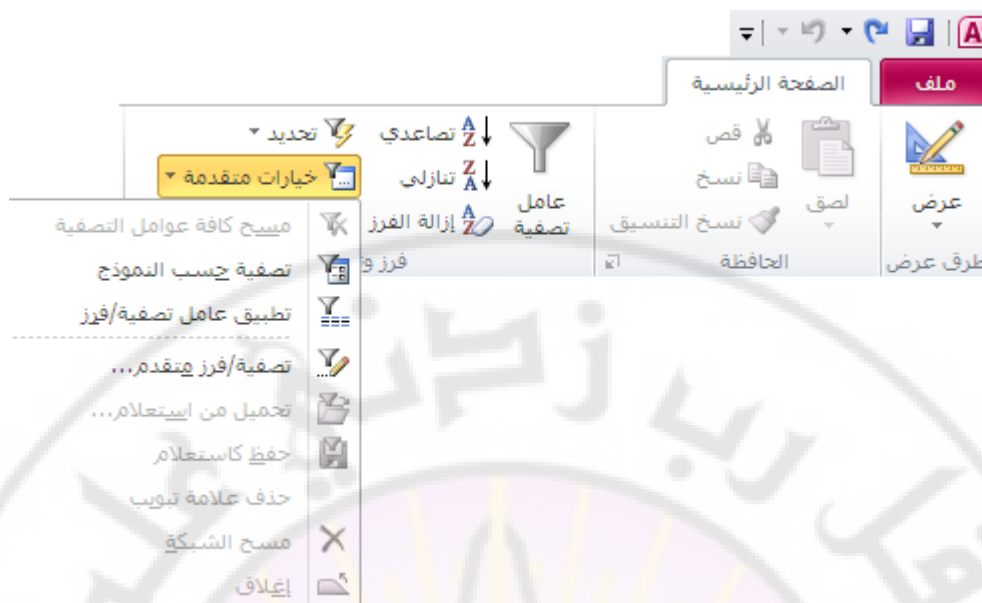 A
ملف
الصفحة الرئيسية
عرض
طرق عرض
لصق
قص
نسخ
نسخ التنسيق
الحافظة
عامل تصفية
تصاعدي
تنازلي
إزالة الفرز
فرز و
تحديد
خيارات متقدمة
مسح كافة عوامل التصفية
تصفية حسب النموذج
تطبيق عامل تصفية/فرز
تصفية/فرز متقدم...
تحميل من استعلام...
حفظ كاستعلام
حذف علامة تبويب
مسح الشبكة
إغلاق
رب زدني